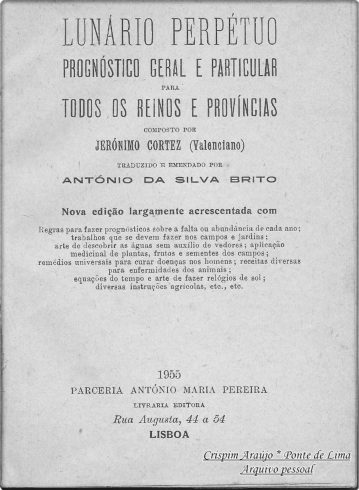 LUNÁRIO PERPÉTUO
PROGNÓSTICO GERAL E PARTICULAR
PARA
TODOS OS REINOS E PROVÍNCIAS
COMPOSTO POR
JERÓNIMO CORTEZ (Valenciano)
TRADUZIDO E EMENDADO POR
ANTÓNIO DA SILVA BRITO
Nova edição largamente acrescentada com
Regras para fazer prognósticos sobre a falta ou abundância de cada ano;
trabalhos que se devem fazer nos campos e jardins;
arte de descobrir as águas sem auxílio de vedores; aplicação
medicinal de plantas, frutos e sementes dos campos;
remédios universais para curar doenças nos homens; receitas diversas
para enfermidades dos animais;
equações do tempo e arte de fazer relógios de sol;
diversas instruções agrícolas, etc., etc.
1955
PARCERIA ANTÓNIO MARIA PEREIRA
LIVRARIA EDITORA
Rua Augusta, 44 a 54
LISBOA
Crispim Araújo * Ponte de Lima
Arquivo pessoal